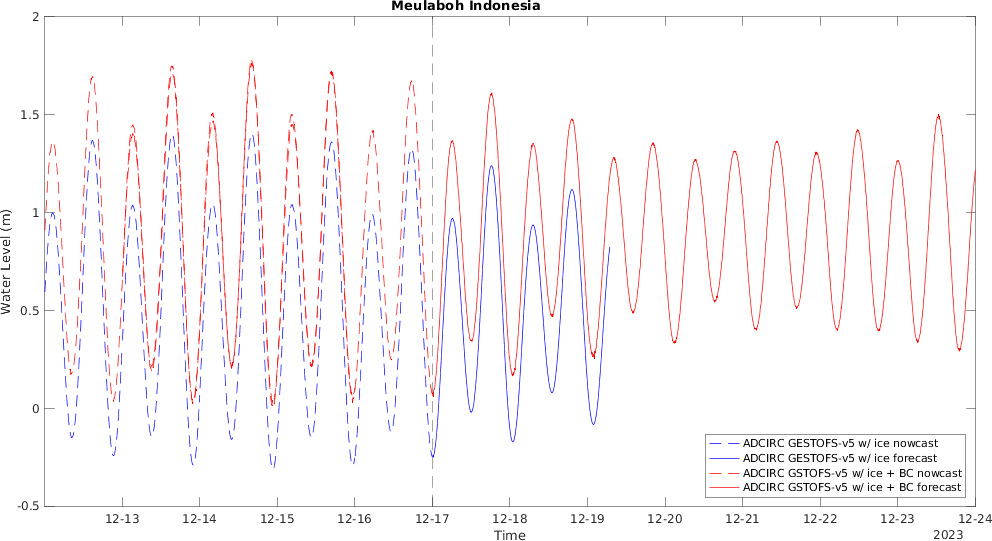 Meulaboh Indonesia
Water Level (m)
2
1.5
1
0.5
0
-0.5
12-13 12-14 12-15 12-16 12-17 12-18 12-19 12-20 12-21 12-22 12-23 12-24
Time
2023
ADCIRC GESTOFS-v5 w/ ice nowcast
ADCIRC GESTOFS-v5 w/ ice forecast
ADCIRC GSTOFS-v5 w/ ice + BC nowcast
ADCIRC GSTOFS-v5 w/ ice + BC forecast